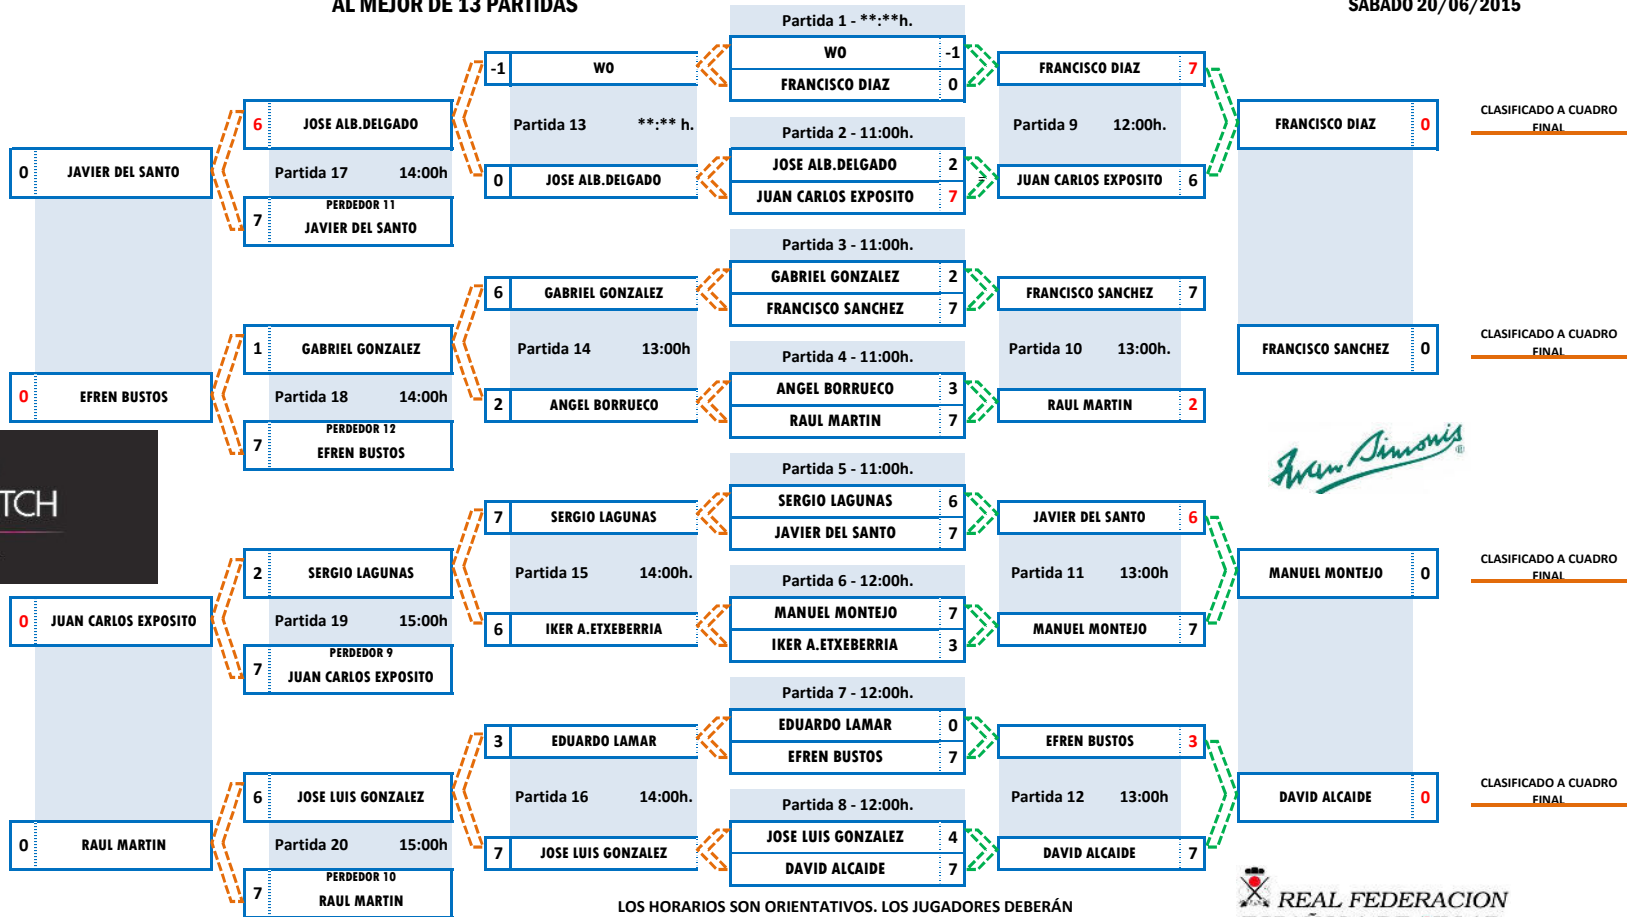 AL MEJOR DE 13 PARTIDAS
SABADO 20/06/2015
Partida 1 - **:**h.
WO -1
FRANCISCO DIAZ 0
-1 WO
FRANCISCO DIAZ 7
6 JOSE ALB.DELGADO
Partida 13 **:** h.
Partida 2 - 11:00h.
Partida 9 12:00h.
FRANCISCO DIAZ 0
CLASIFICADO A CUADRO
FINAL
0 JAVIER DEL SANTO
Partida 17 14:00h
0 JOSE ALB.DELGADO
JOSE ALB.DELGADO 2
JUAN CARLOS EXPOSITO 7
JUAN CARLOS EXPOSITO 6
PERDEDOR 11
7 JAVIER DEL SANTO
Partida 3 - 11:00h.
GABRIEL GONZALEZ 2
FRANCISCO SANCHEZ 7
6 GABRIEL GONZALEZ
FRANCISCO SANCHEZ 7
1 GABRIEL GONZALEZ
Partida 14 13:00h
Partida 4 - 11:00h.
Partida 10 13:00h.
FRANCISCO SANCHEZ 0
CLASIFICADO A CUADRO
FINAL
0 EFREN BUSTOS
Partida 18 14:00h
2 ANGEL BORRUECO
ANGEL BORRUECO 3
RAUL MARTIN 7
RAUL MARTIN 2
PERDEDOR 12
7 EFREN BUSTOS
Iwan Simonis
®
TCH
Partida 5 - 11:00h.
SERGIO LAGUNAS 6
JAVIER DEL SANTO 7
7 SERGIO LAGUNAS
JAVIER DEL SANTO 6
2 SERGIO LAGUNAS
Partida 15 14:00h.
Partida 6 - 12:00h.
Partida 11 13:00h
MANUEL MONTEJO 0
CLASIFICADO A CUADRO
FINAL
0 JUAN CARLOS EXPOSITO
Partida 19 15:00h
6 IKER A.ETXEBERRIA
MANUEL MONTEJO 7
IKER A.ETXEBERRIA 3
MANUEL MONTEJO 7
PERDEDOR 9
7 JUAN CARLOS EXPOSITO
Partida 7 - 12:00h.
EDUARDO LAMAR 0
EFREN BUSTOS 7
3 EDUARDO LAMAR
EFREN BUSTOS 3
6 JOSE LUIS GONZALEZ
Partida 16 14:00h.
Partida 8 - 12:00h.
Partida 12 13:00h
DAVID ALCAIDE 0
CLASIFICADO A CUADRO
FINAL
0 RAUL MARTIN
Partida 20 15:00h
7 JOSE LUIS GONZALEZ
JOSE LUIS GONZALEZ 4
DAVID ALCAIDE 7
DAVID ALCAIDE 7
PERDEDOR 10
7 RAUL MARTIN
LOS HORARIOS SON ORIENTATIVOS. LOS JUGADORES DEBERÁN
REAL FEDERACION